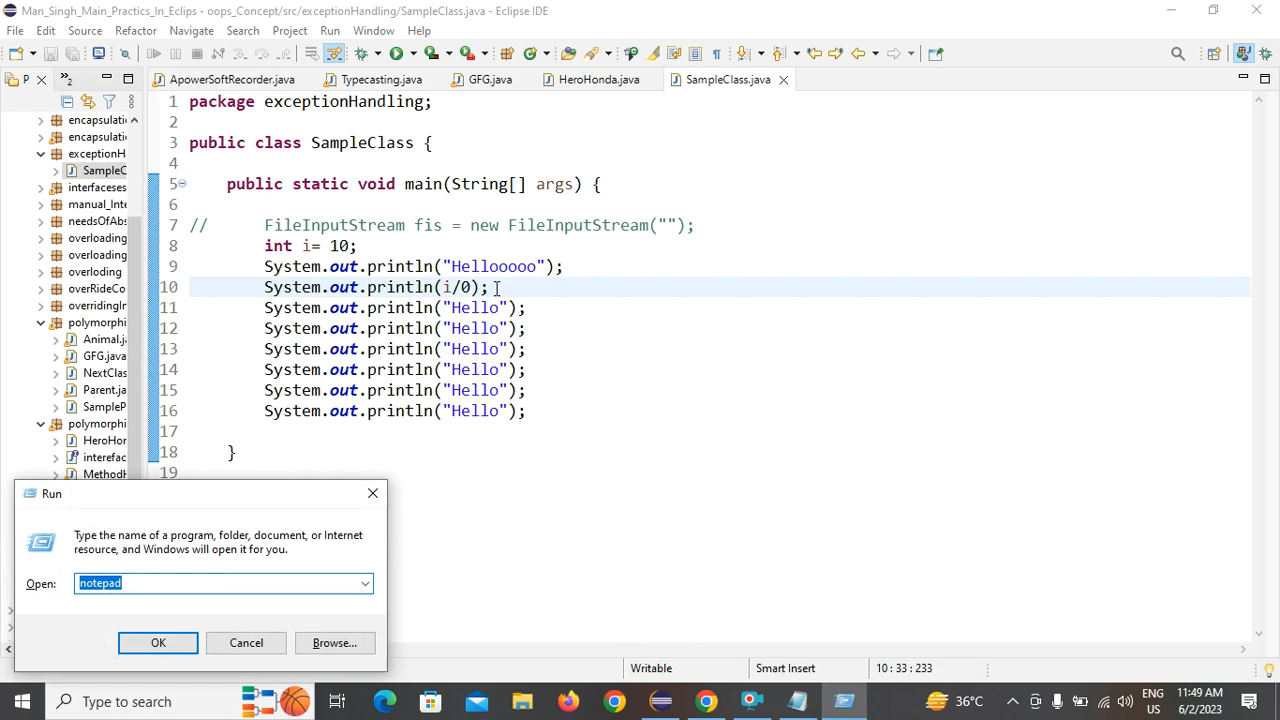 Man_Singh_Main_Practics_In_Eclips - oops_Concept/src/exceptionHandling/SampleClass.java - Eclipse IDE
File Edit Source Refactor Navigate Search Project Run Window Help
P
ApowerSoftRecorder.java
Typecasting.java
GFG.java
HeroHonda.java
SampleClass.java
encapsulati
encapsulati
exceptionH
SampleC
interfaceses
manual_Inte
needsOfAbs
overloading
overloading
overloding
overRideCo
overridingIn
polymorphi
Animal.java
GFG.java
NextClass
Parent.ja
SampleP
polymorphi
HeroHon
interefac
MethodH
1 package exceptionHandling;
2
3 public class SampleClass {
4
5 public static void main(String[] args) {
6
7 // FileInputStream fis = new FileInputStream("");
8 int i= 10;
9 System.out.println("Hellooooo");
10 System.out.println(i/0);
11 System.out.println("Hello");
12 System.out.println("Hello");
13 System.out.println("Hello");
14 System.out.println("Hello");
15 System.out.println("Hello");
16 System.out.println("Hello");
17
18 }
19
Run
Type the name of a program, folder, document, or Internet
resource, and Windows will open it for you.
Open: notepad
OK Cancel Browse...
Writable Smart Insert 10 : 33 : 233
Type to search
36°C
ENG
US
11:49 AM
6/2/2023